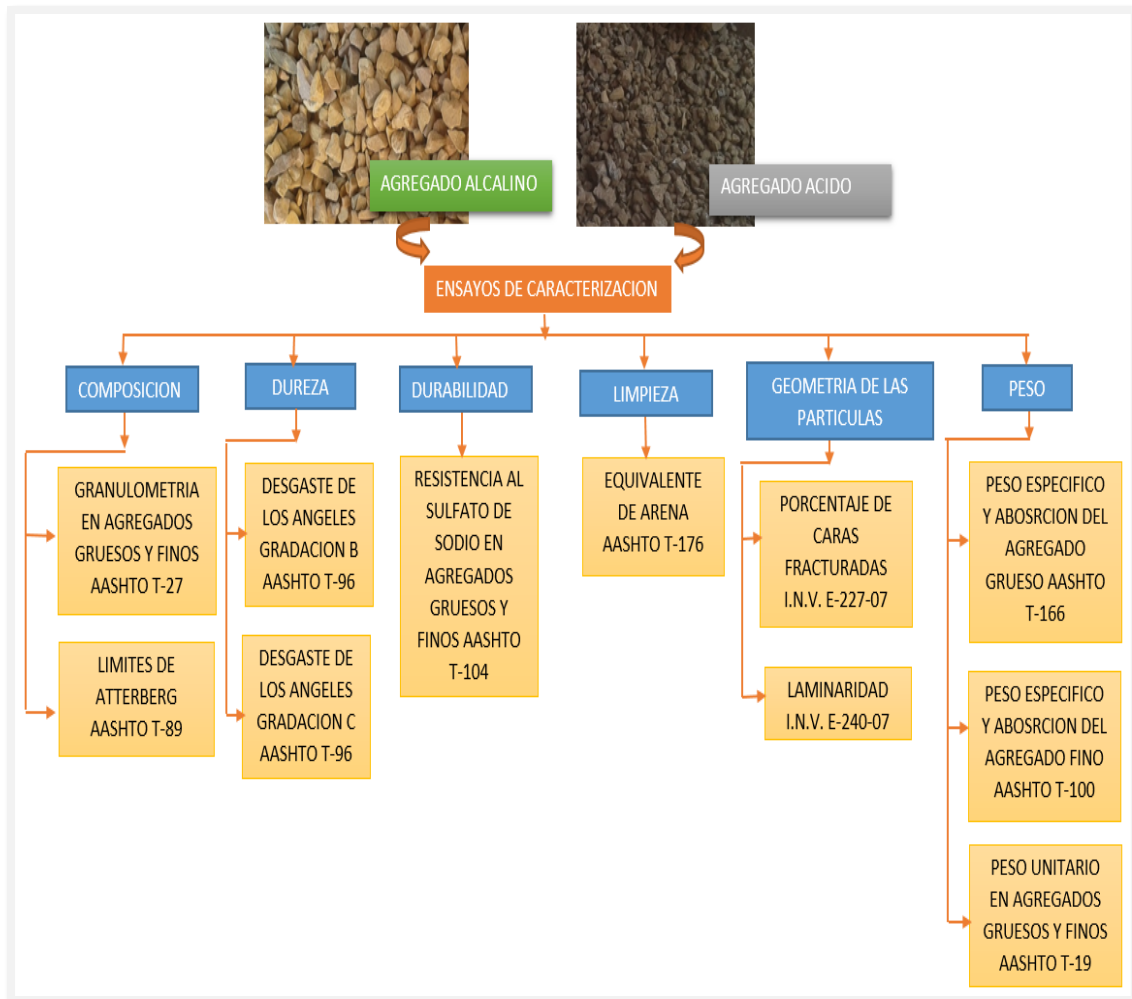 AGREGADO ALCALINO
AGREGADO ACIDO
ENSAYOS DE CARACTERIZACION
COMPOSICION
GRANULOMETRIA
EN AGREGADOS
GRUESOS Y FINOS
AASHTO T-27
LIMITES DE
ATTERBERG
AASHTO T-89
DUREZA
DESGASTE DE
LOS ANGELES
GRADACION B
AASHTO T-96
DESGASTE DE
LOS ANGELES
GRADACION C
AASHTO T-96
DURABILIDAD
RESISTENCIA AL
SULFATO DE
SODIO EN
AGREGADOS
GRUESOS Y
FINOS AASHTO
T-104
LIMPIEZA
EQUIVALENTE
DE ARENA
AASHTO T-176
GEOMETRIA DE LAS
PARTICULAS
PORCENTAJE DE
CARAS
FRACTURADAS
I.N.V. E-227-07
LAMINARIDAD
I.N.V. E-240-07
PESO
PESO ESPECIFICO
Y ABOSRCION DEL
AGREGADO
GRUESO AASHTO
T-166
PESO ESPECIFICO
Y ABOSRCION DEL
AGREGADO FINO
AASHTO T-100
PESO UNITARIO
EN AGREGADOS
GRUESOS Y FINOS
AASHTO T-19